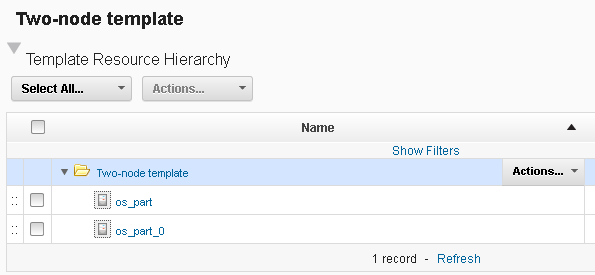 Two-node template
Template Resource Hierarchy
Select All... Actions...
Name
Show Filters
Two-node template Actions...
os_part
os_part_0
1 record - Refresh